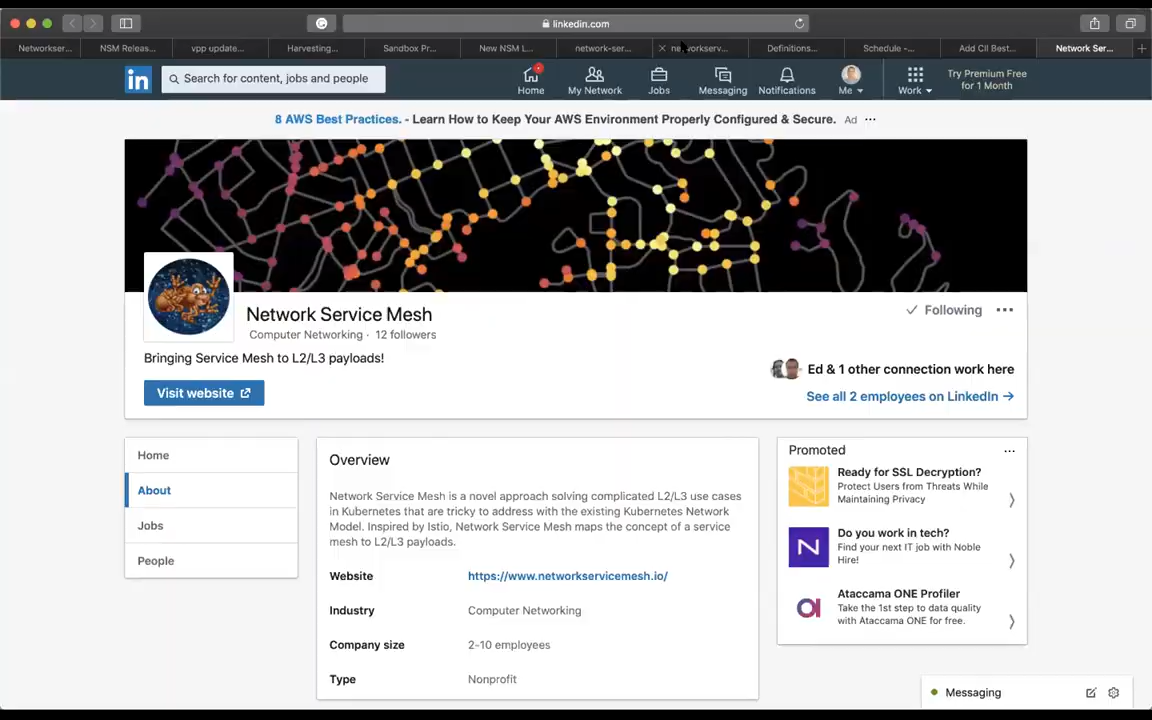 linkedin.com
Networkser...
NSM Releas...
vpp update...
Harvesting...
Sandbox Pr...
New NSM L...
network-ser...
networkserv...
Definitions...
Schedule -...
Add CII Best...
Network Ser...
in
Search for content, jobs and people
Home
My Network
Jobs
Messaging
Notifications
Me
Work
Try Premium Free
for 1 Month
8 AWS Best Practices. - Learn How to Keep Your AWS Environment Properly Configured & Secure. Ad ...
Network Service Mesh
Computer Networking · 12 followers
Following
Bringing Service Mesh to L2/L3 payloads!
Ed & 1 other connection work here
Visit website
See all 2 employees on LinkedIn →
Home
About
Jobs
People
Overview
Network Service Mesh is a novel approach solving complicated L2/L3 use cases
in Kubernetes that are tricky to address with the existing Kubernetes Network
Model. Inspired by Istio, Network Service Mesh maps the concept of a service
mesh to L2/L3 payloads.
Website https://www.networkservicemesh.io/
Industry Computer Networking
Company size 2-10 employees
Type Nonprofit
Promoted
Ready for SSL Decryption?
Protect Users from Threats While
Maintaining Privacy
Do you work in tech?
Find your next IT job with Noble
Hire!
Ataccama ONE Profiler
Take the 1st step to data quality
with Ataccama ONE for free.
Messaging